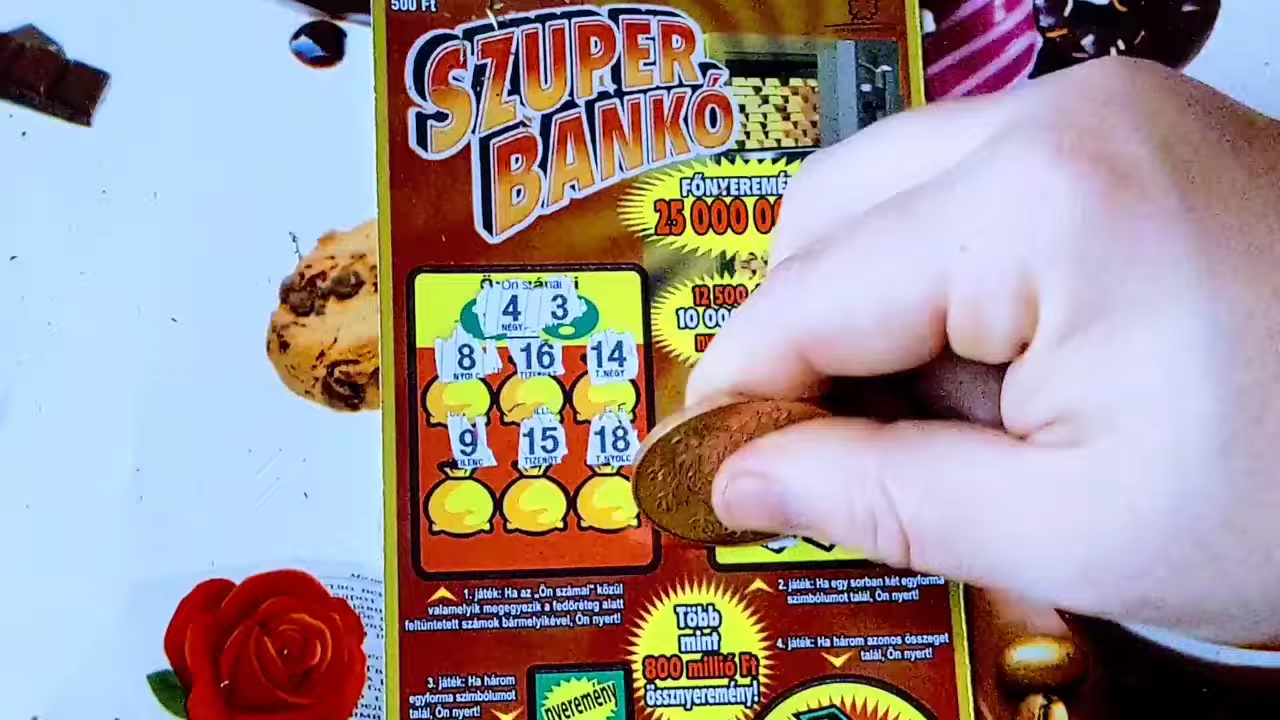 500 Ft
SZUPER
BANKÓ
FŐNYEREMÉ
25 000 0
12 500
10 00
Ön számai
4 3
NÉGY
8 16 14
NYOLC T.NÉGY
9 15 18
TIZENÖT T.NYOLC
1. játék: Ha az „Ön számai” közül
valamelyik megegyezik a fedőréteg alatt
feltüntetett számok bármelyikével, Ön nyert!
2. játék: Ha egy sorban két egyforma
szimbólumot talál, Ön nyert!
Több
mint
800 millió Ft
össznyeremény!
4. játék: Ha három azonos összeget
talál, Ön nyert!
3. játék: Ha három
egyforma szimbólumot
talál, Ön nyert!
nyeremény